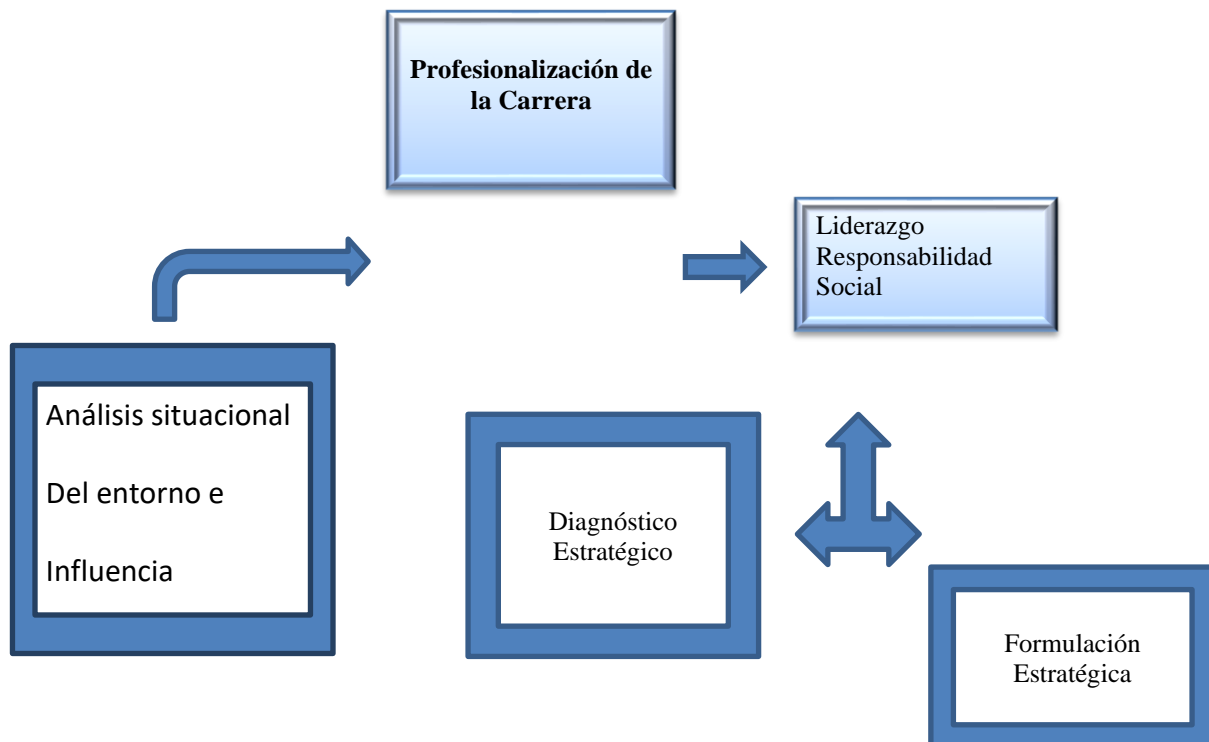 Profesionalización de
la Carrera
Liderazgo
Responsabilidad
Social
Análisis situacional
Del entorno e
Influencia
Diagnóstico
Estratégico
Formulación
Estratégica